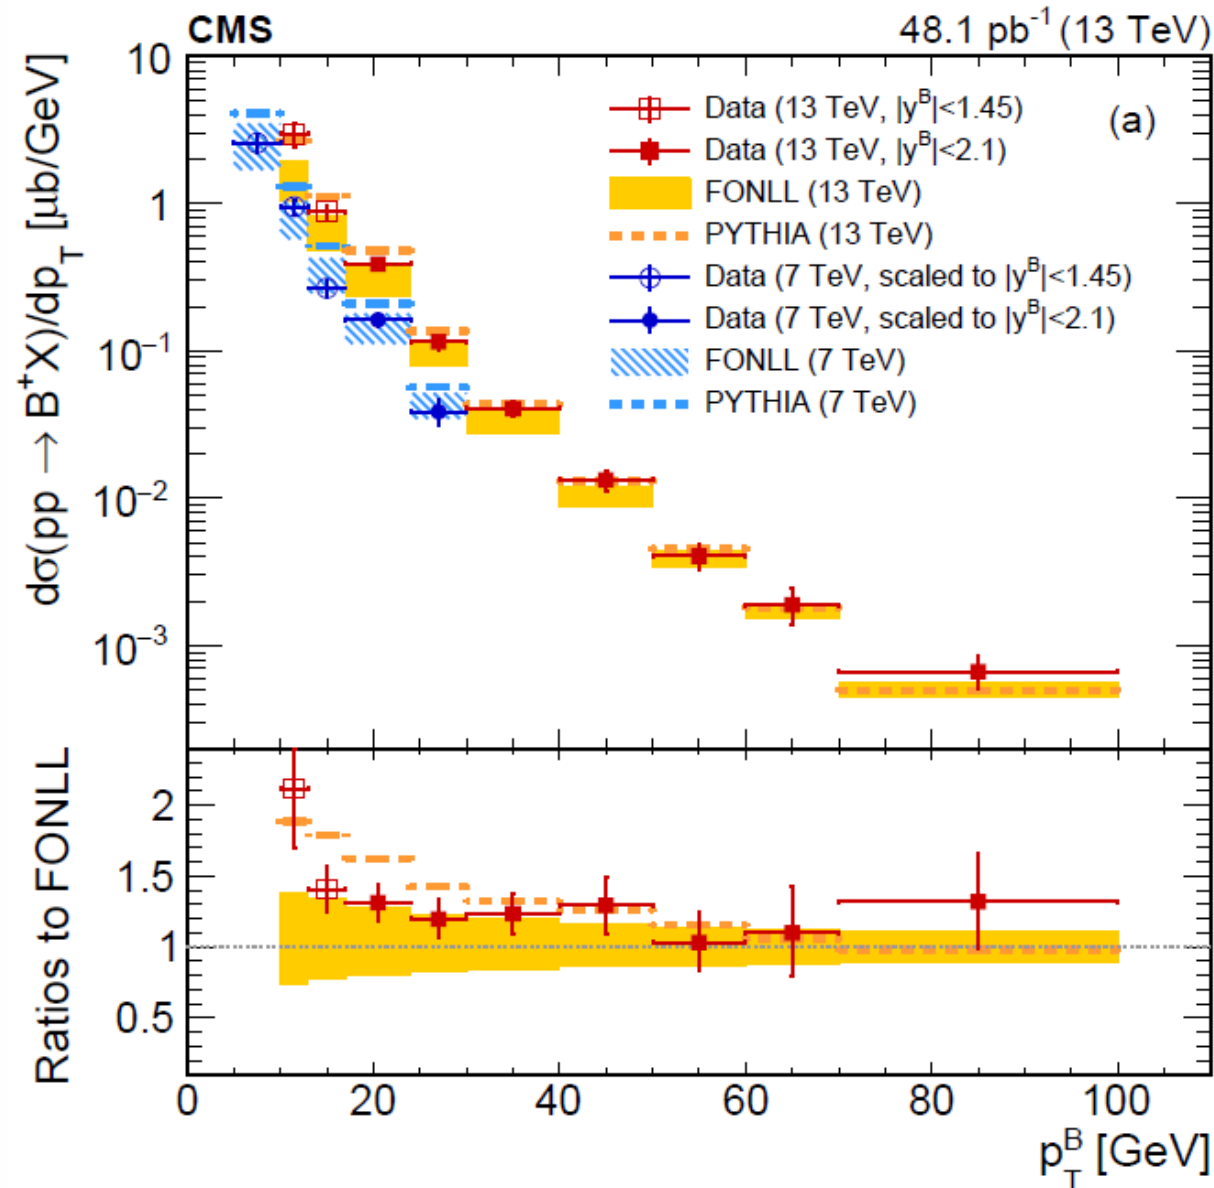 CMS
48.1 pb⁻¹ (13 TeV)
dσ(pp → B⁺X)/dp_T [μb/GeV]
10
1
10⁻¹
10⁻²
10⁻³
(a)
Data (13 TeV, |y^B|<1.45)
Data (13 TeV, |y^B|<2.1)
FONLL (13 TeV)
PYTHIA (13 TeV)
Data (7 TeV, scaled to |y^B|<1.45)
Data (7 TeV, scaled to |y^B|<2.1)
FONLL (7 TeV)
PYTHIA (7 TeV)
Ratios to FONLL
2
1.5
1
0.5
0 20 40 60 80 100
p_T^B [GeV]